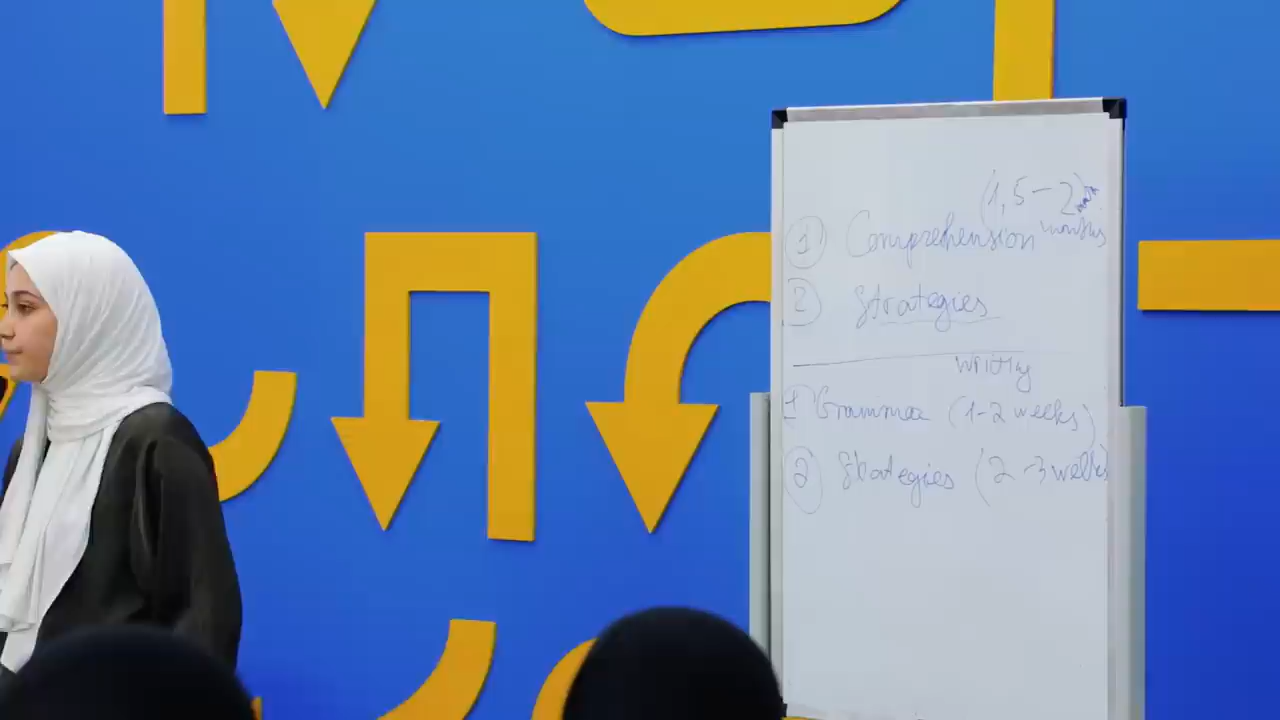 (1,5 - 2)
① Comprehension months
② Strategies
writing
1 Grammar (1-2 weeks)
② Strategies (2-3 weeks